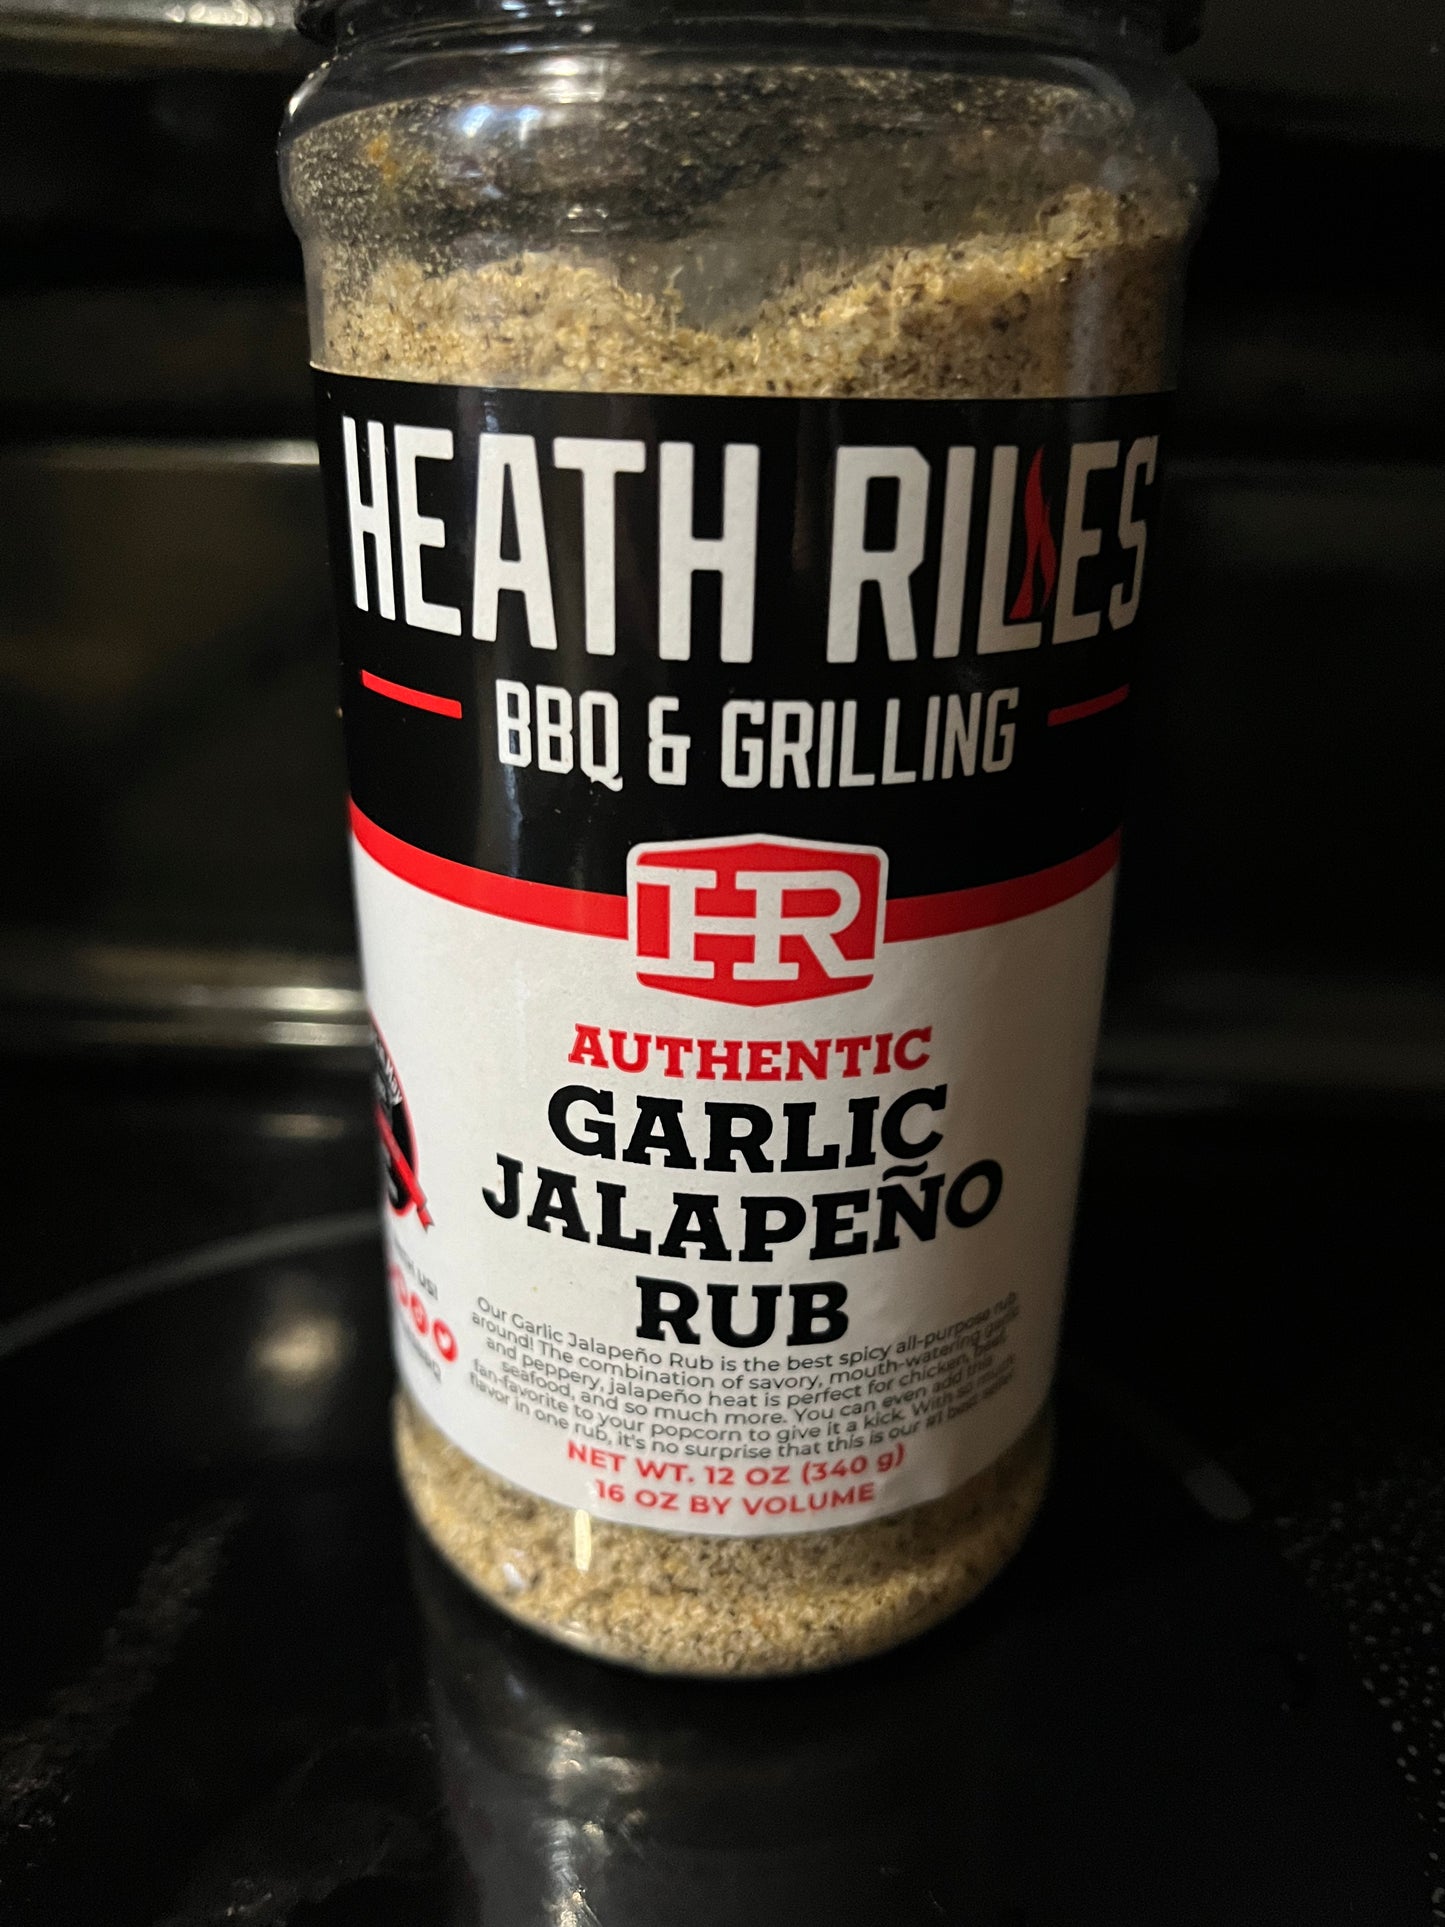 HEATH RILES
BBQ & GRILLING
HR
AUTHENTIC
GARLIC
JALAPEÑO
RUB
Our Garlic Jalapeño Rub is the best spicy all-purpose rub
around! The combination of savory, mouth-watering garlic
and peppery, jalapeño heat is perfect for chicken, beef,
seafood, and so much more. You can even add this
fan-favorite to your popcorn to give it a kick. With so much
flavor in one rub, it's no surprise that this is our #1 best seller
NET WT. 12 OZ (340 g)
16 OZ BY VOLUME
US!